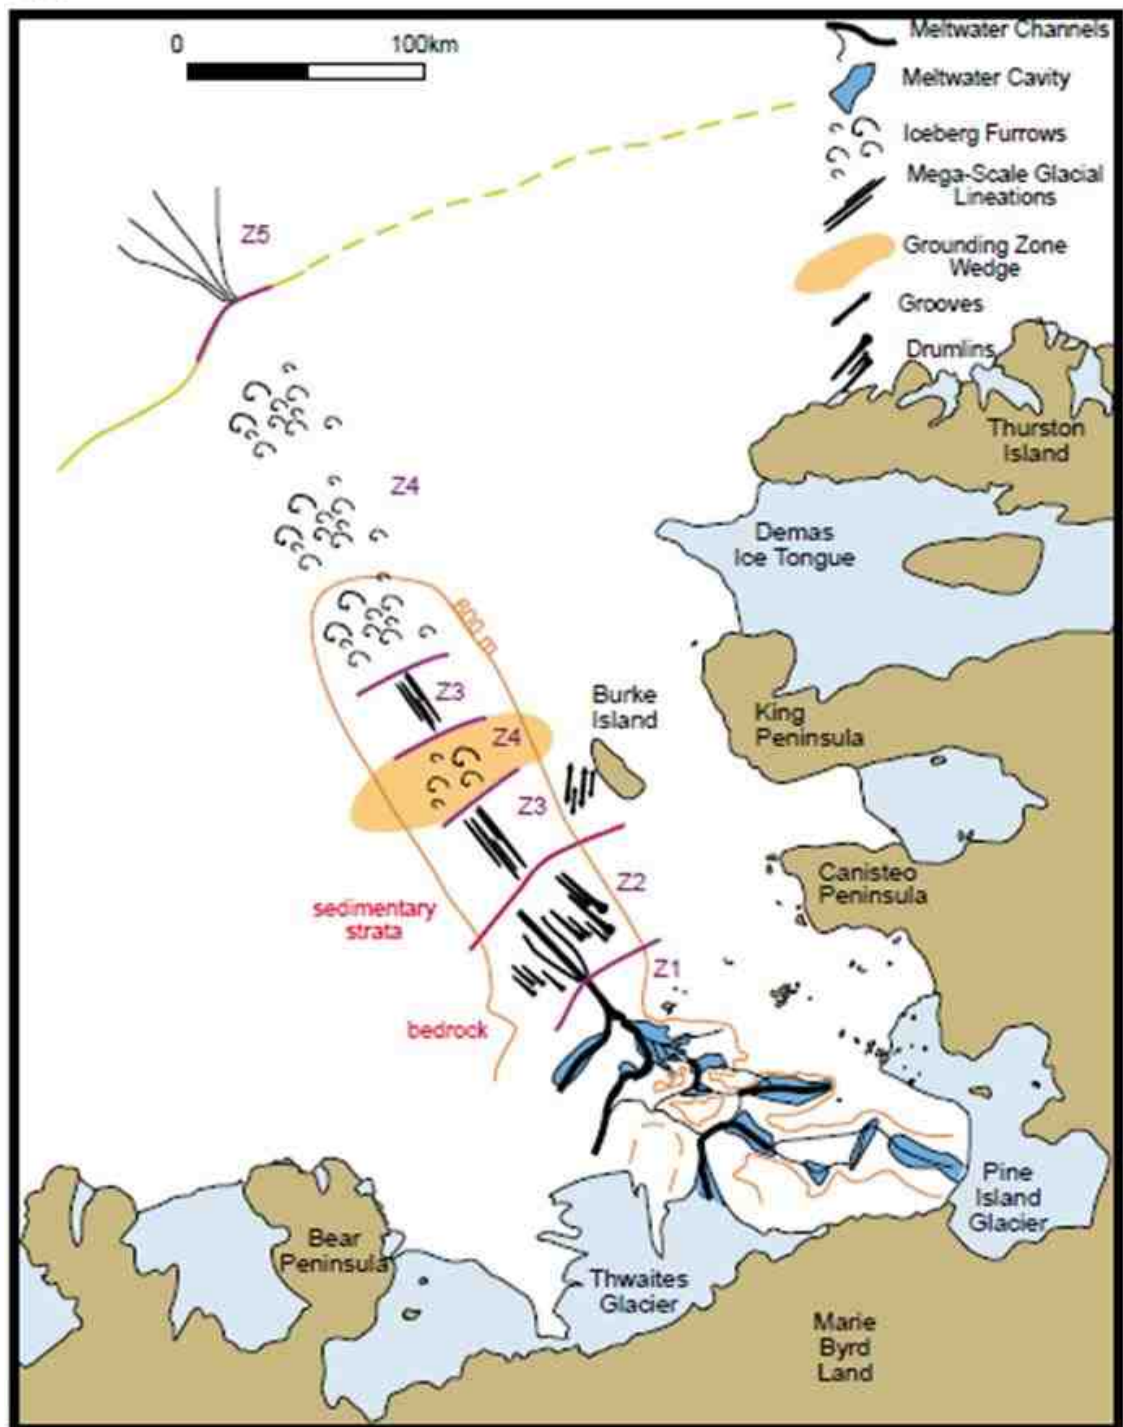 0 100km
Meltwater Channels
Meltwater Cavity
Iceberg Furrows
Mega-Scale Glacial
Lineations
Grounding Zone
Wedge
Grooves
Drumlins
Z5
Thurston
Island
Z4
Demas
Ice Tongue
600 m
Z3
Burke
Island
King
Peninsula
Z4
Z3
Canisteo
Peninsula
Z2
sedimentary
strata
Z1
bedrock
Pine
Island
Glacier
Bear
Peninsula
Thwaites
Glacier
Marie
Byrd
Land